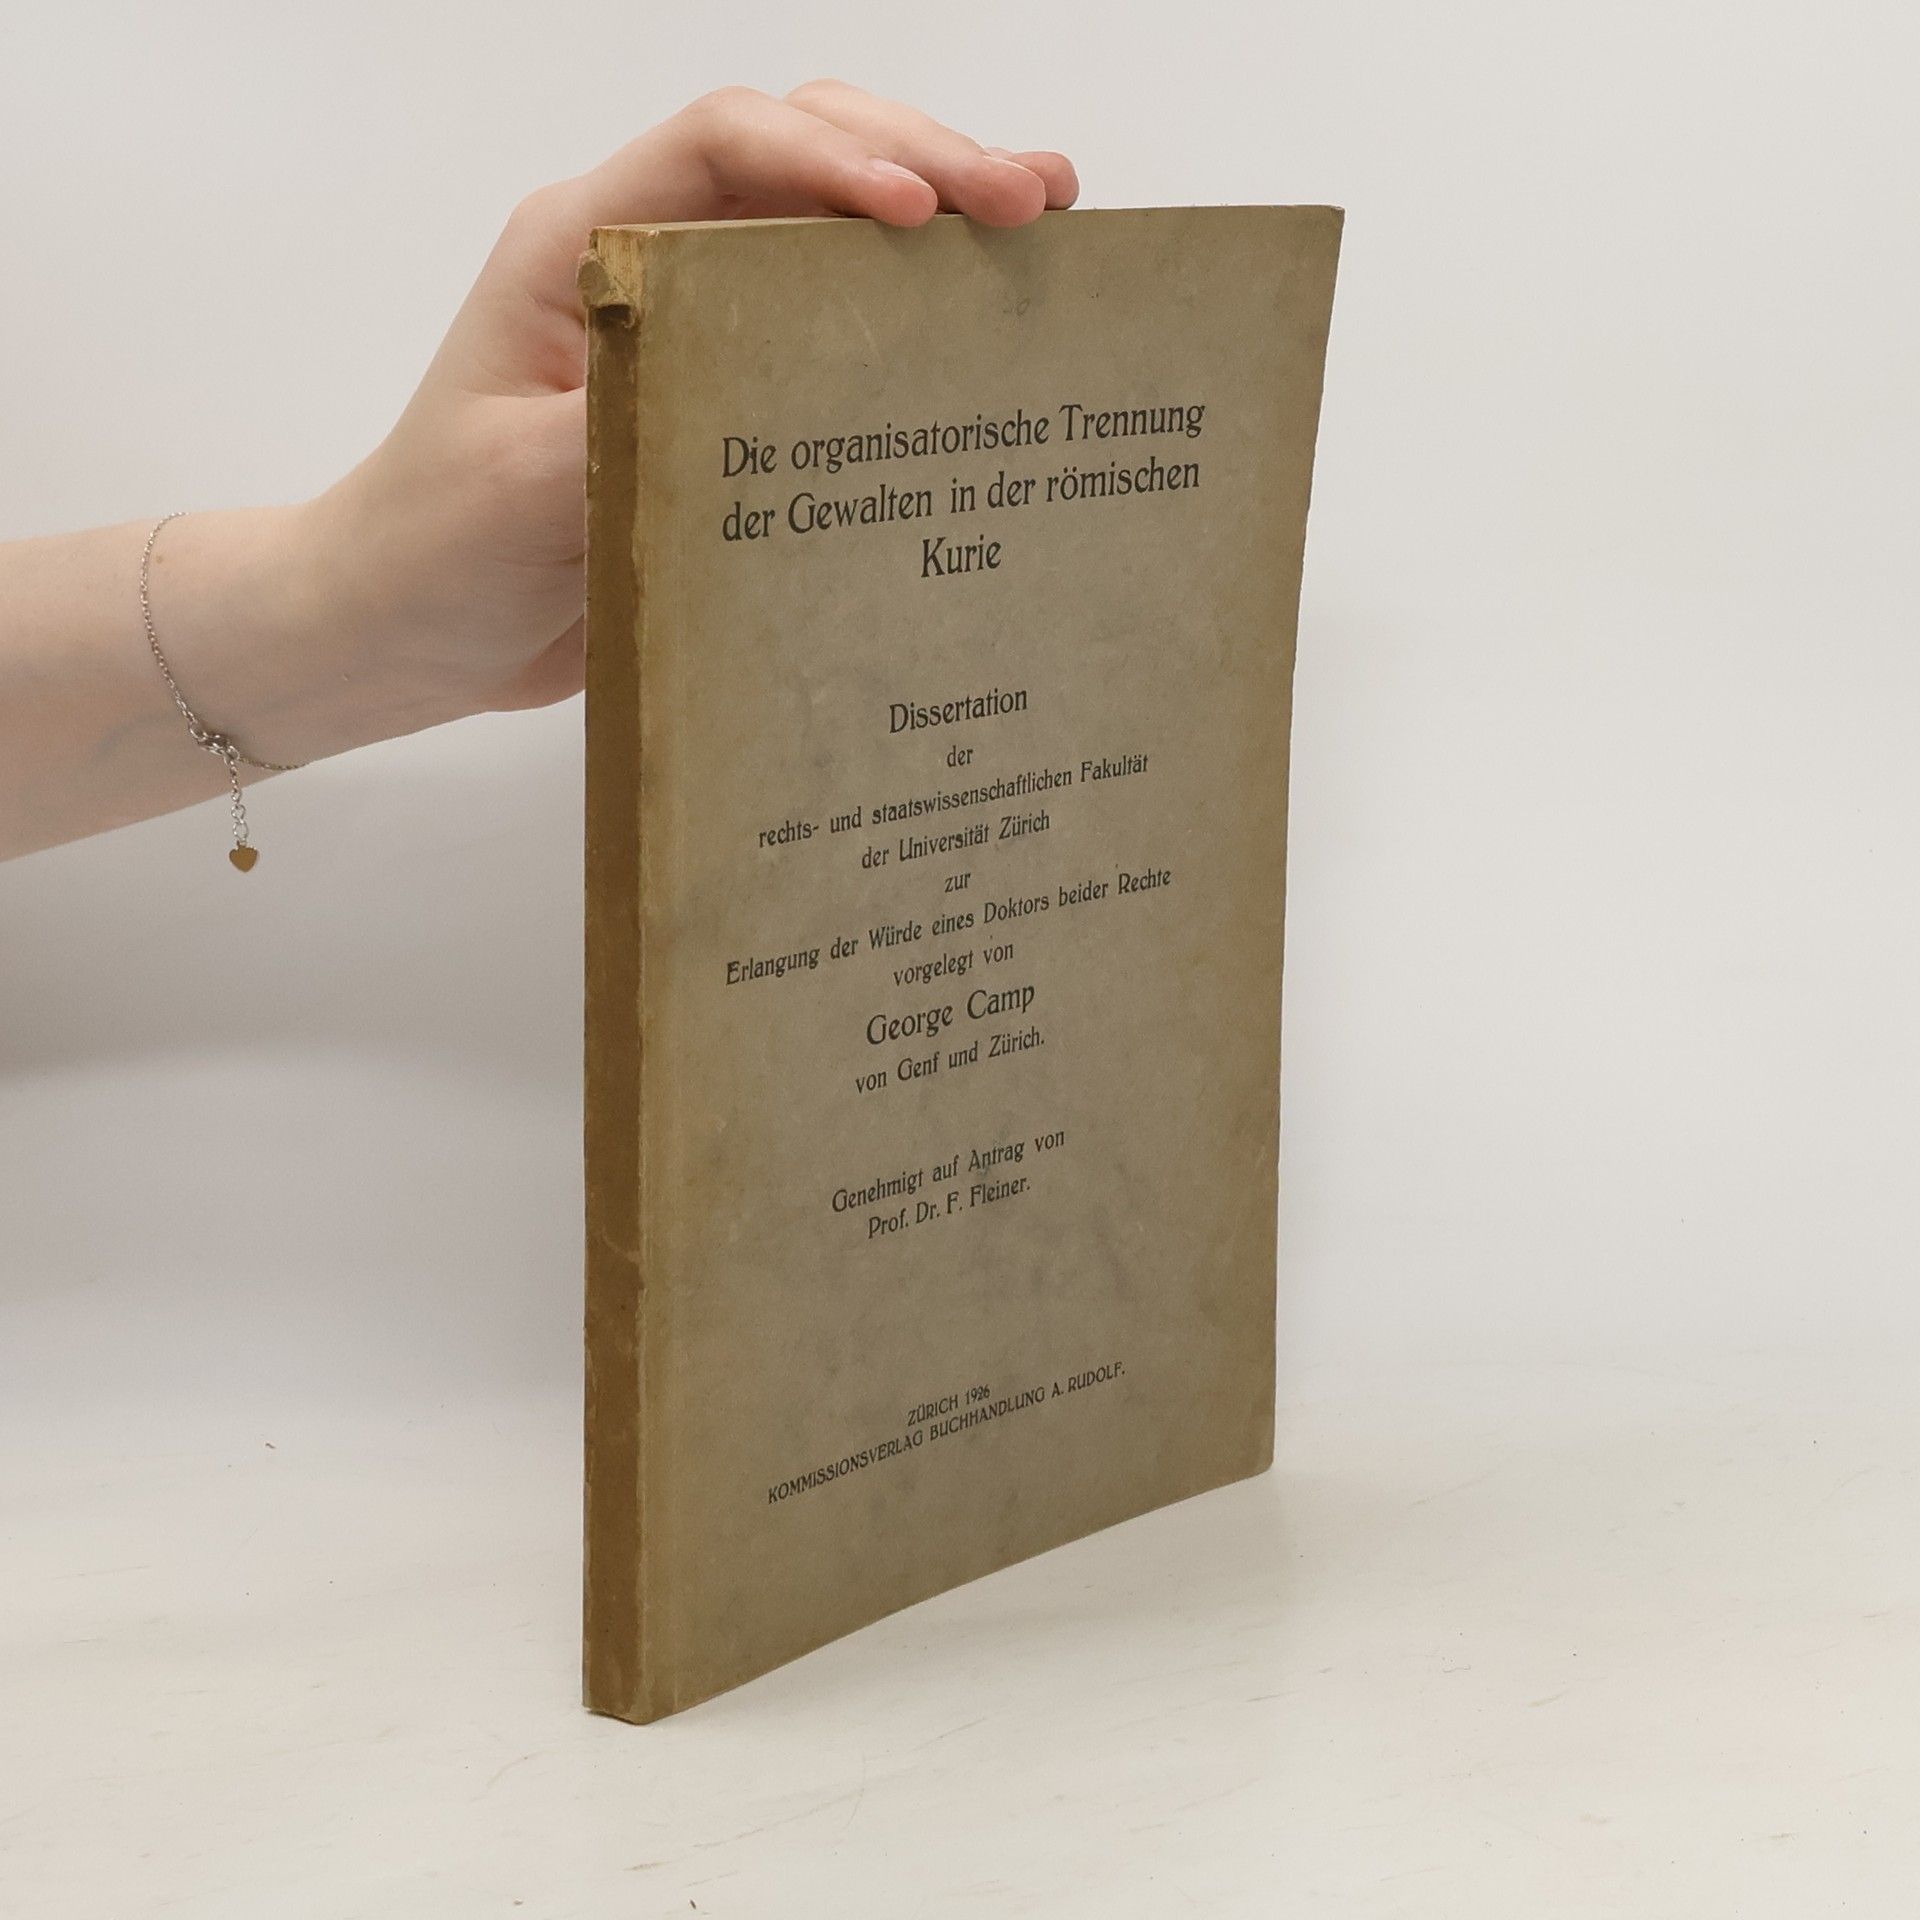 Die organisatorische Trennung
der Gewalten in der römischen
Kurie
Dissertation
der
rechts- und staatswissenschaftlichen Fakultät
der Universität Zürich
zur
Erlangung der Würde eines Doktors beider Rechte
vorgelegt von
George Camp
von Genf und Zürich.
Genehmigt auf Antrag von
Prof. Dr. F. Fleiner.
ZÜRICH 1926
KOMMISSIONSVERLAG BUCHHANDLUNG A. RUDOLF.